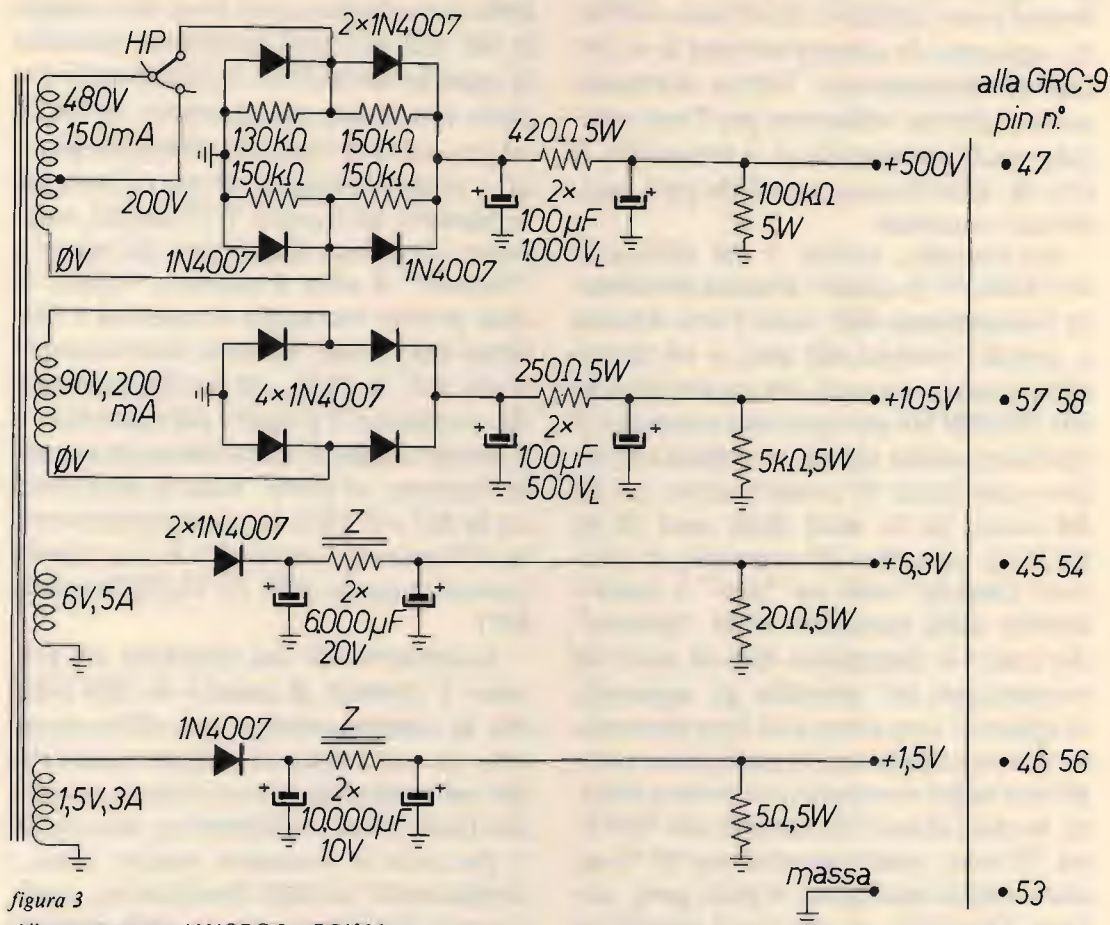 HP
2×1N4007
480V
150mA
130kΩ
150kΩ
150kΩ
150kΩ
200V
ØV
1N4007
1N4007
420Ω 5W
2×
100µF
1.000VL
100kΩ
5W
+500V
alla GRC-9
pin n°
47
90V, 200
mA
ØV
4×1N4007
250Ω 5W
2×
100µF
500VL
5kΩ,5W
+105V
57 58
2×1N4007
6V,5A
Z
2×
6.000µF
20V
20Ω,5W
+6,3V
45 54
1N4007
1,5V,3A
Z
2×
10.000µF
10V
5Ω,5W
+1,5V
46 56
massa
53
figura 3